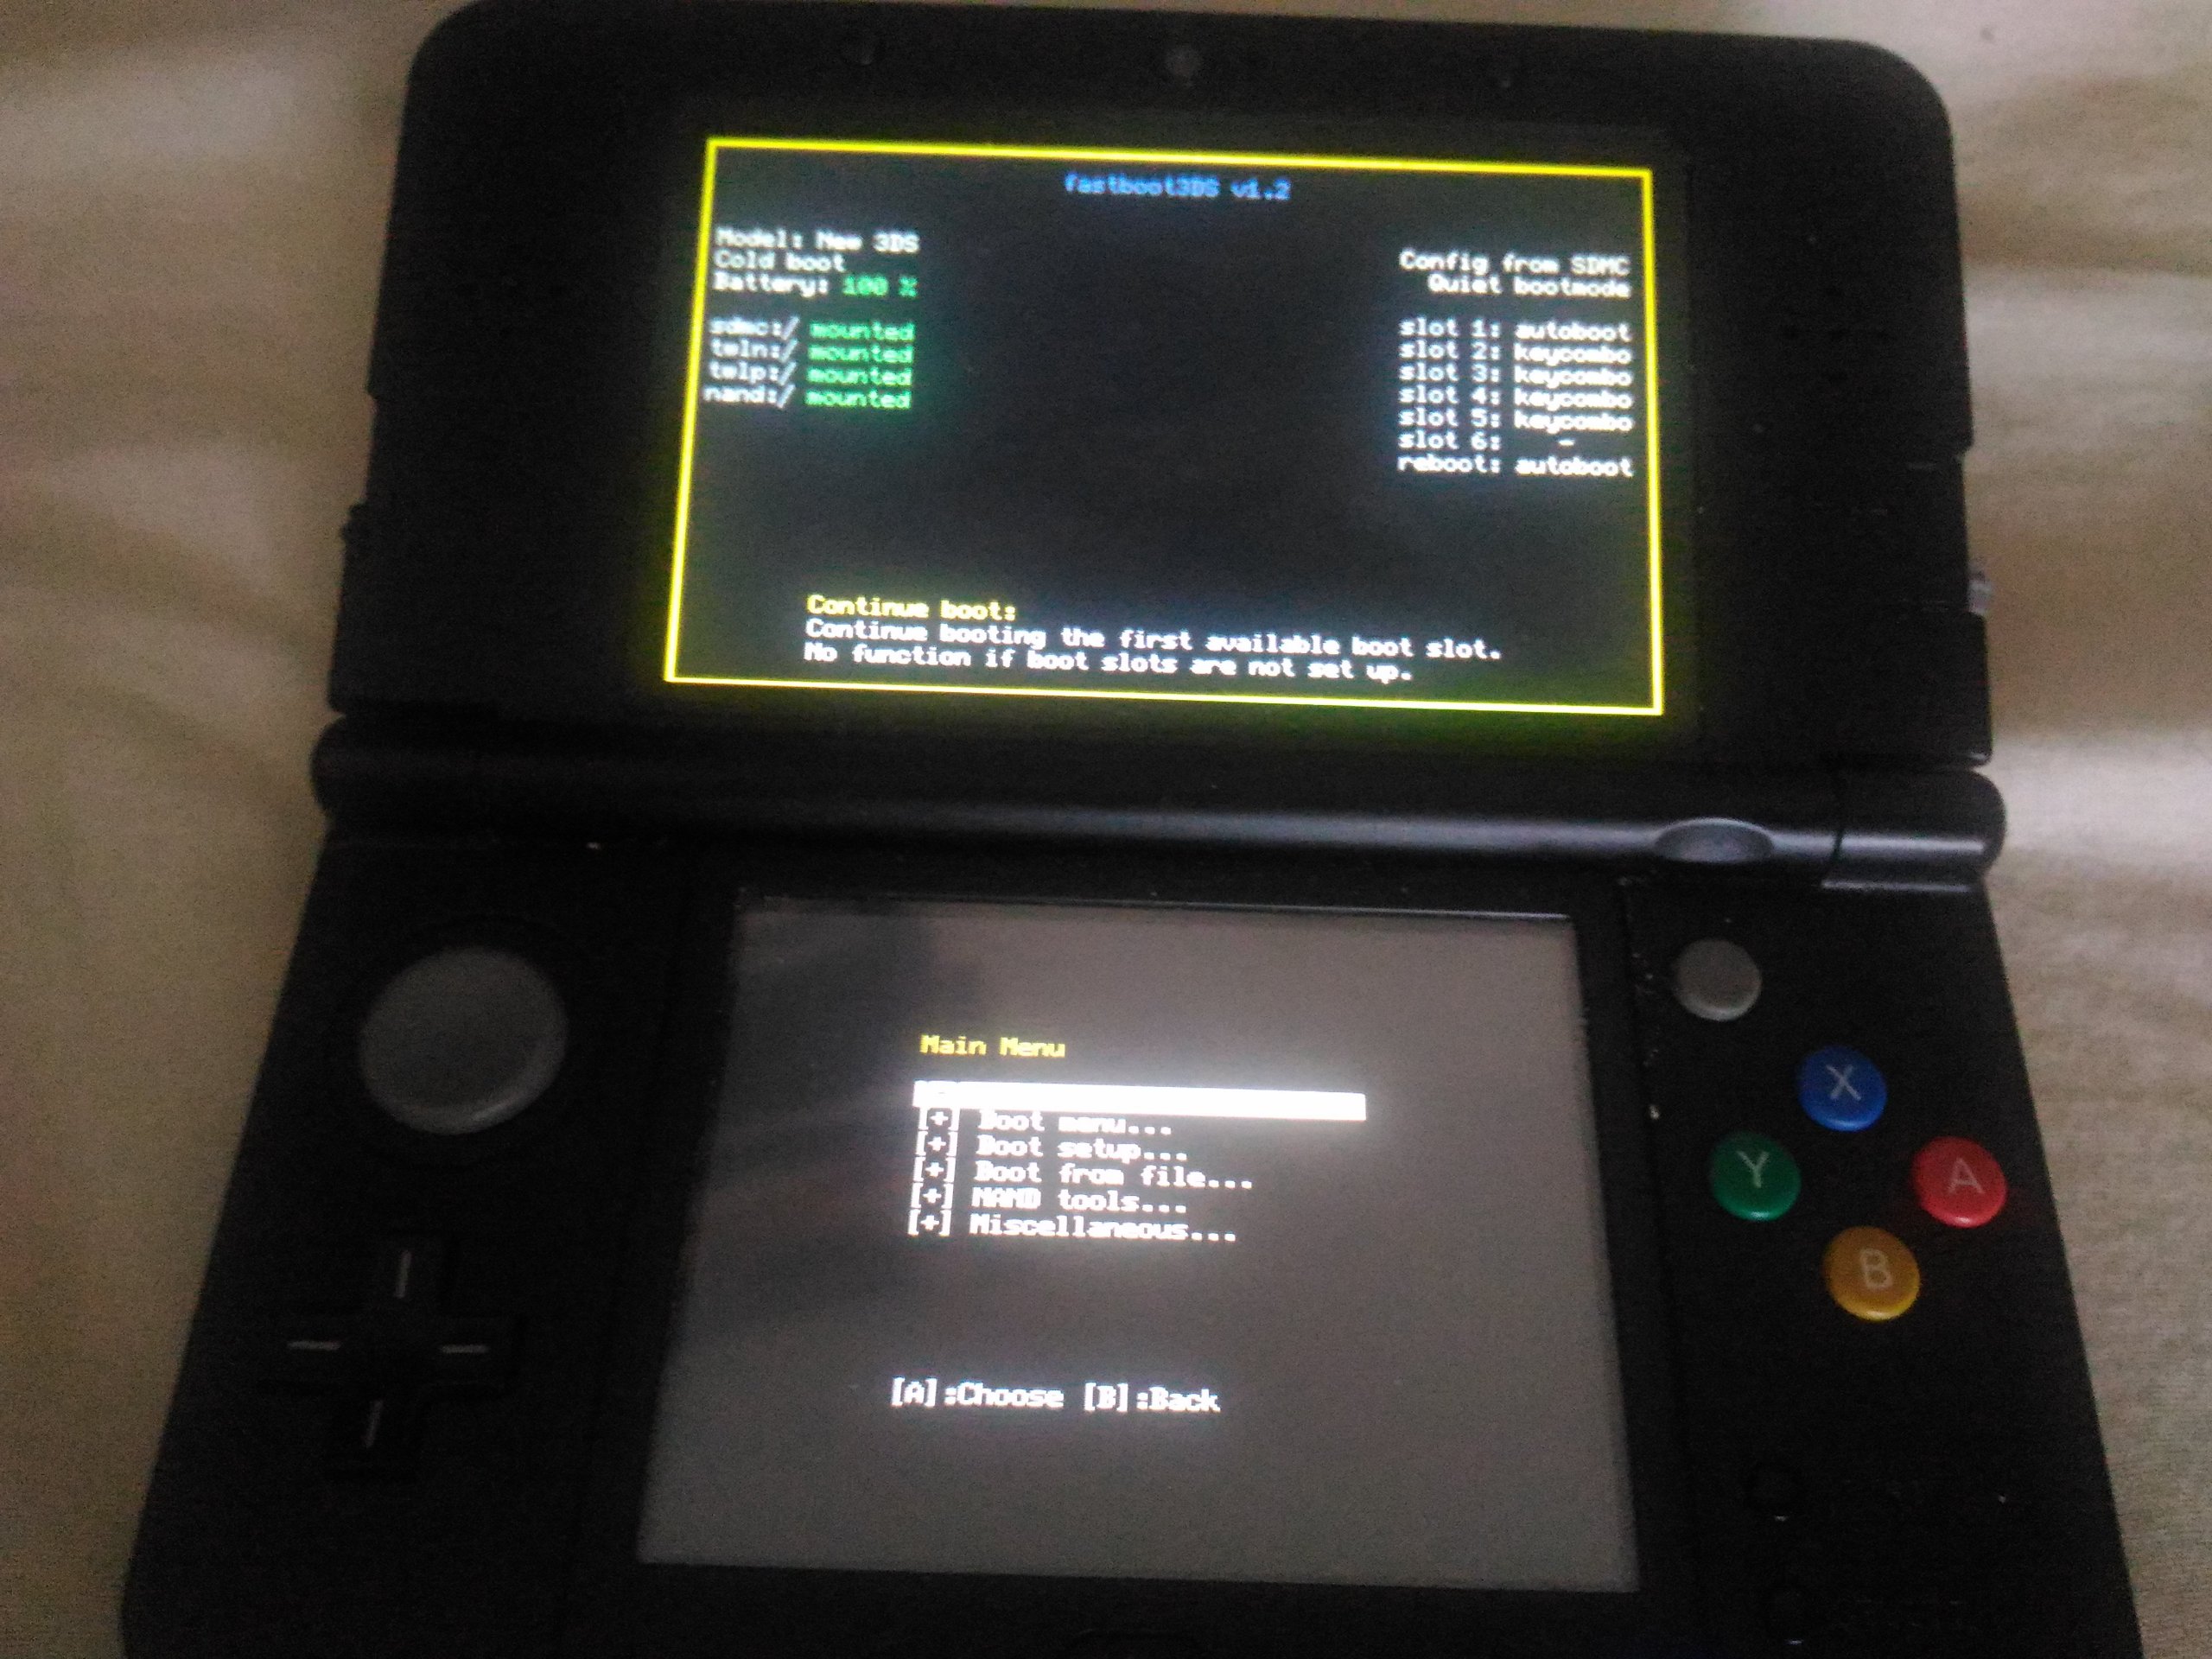 fastboot3DS v1.2
Model: New 3DS
Cold boot
Battery: 100 %
sdmc:/ mounted
twln:/ mounted
twlp:/ mounted
nand:/ mounted
Config from SDMC
Quiet bootmode
slot 1: autoboot
slot 2: keycombo
slot 3: keycombo
slot 4: keycombo
slot 5: keycombo
slot 6: -
reboot: autoboot
Continue boot:
Continue booting the first available boot slot.
No function if boot slots are not set up.
Main Menu
[+] Boot menu...
[+] Boot setup...
[+] Boot from file...
[+] NAND tools...
[+] Miscellaneous...
[A]:Choose [B]:Back
X
Y
A
B